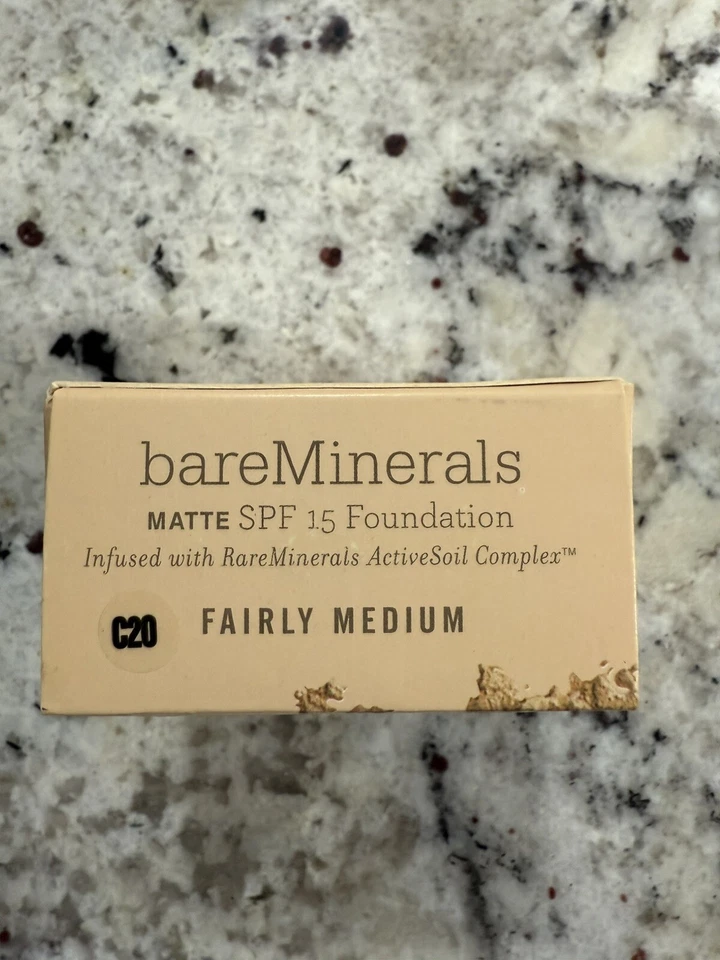 bareMinerals
MATTE SPF 15 Foundation
Infused with RareMinerals ActiveSoil Complex™
C20 FAIRLY MEDIUM